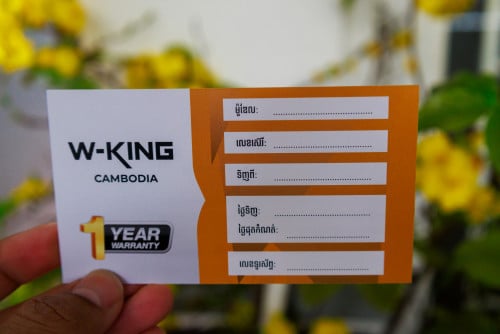 W-KING
CAMBODIA
1 YEAR
WARRANTY
ម៉ូឌែល:
លេខស៊េរី:
ទិញពី:
ថ្ងៃទិញ:
ថ្ងៃផុតកំណត់:
លេខទូរស័ព្ទ: